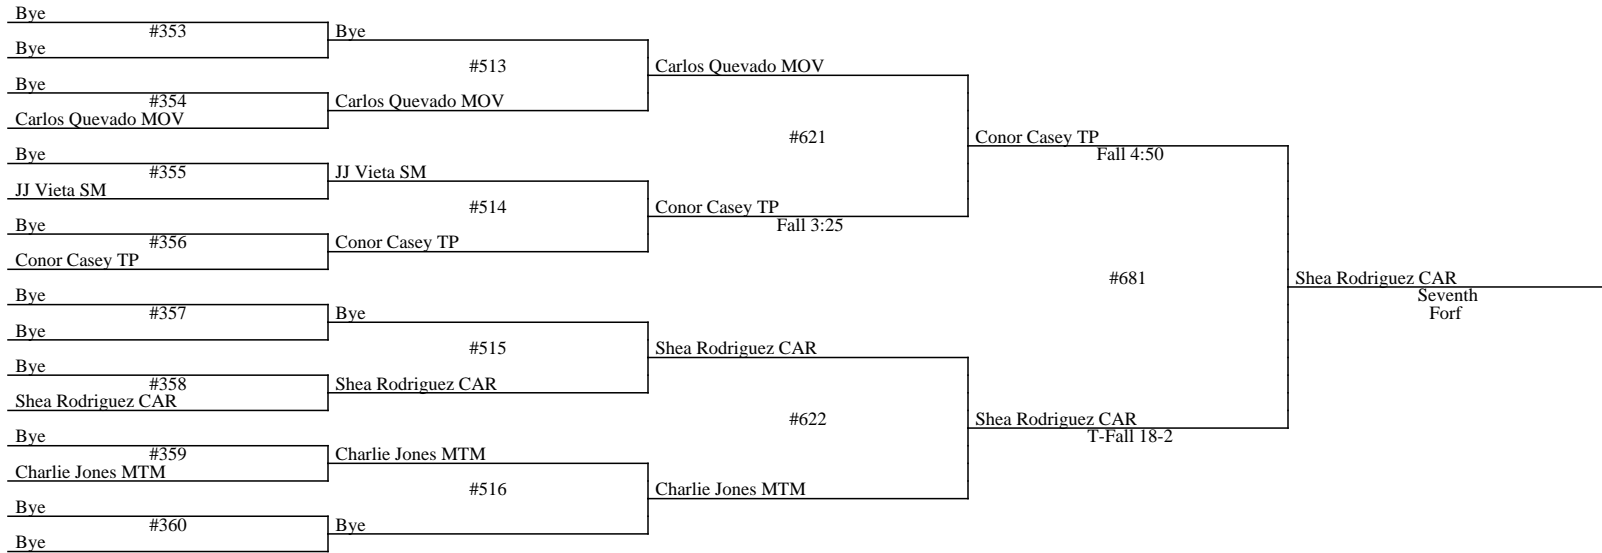 Bye
#353
Bye
Bye
#354
Carlos Quevado MOV
Bye
#355
JJ Vieta SM
Bye
#356
Conor Casey TP
Bye
#357
Bye
Bye
#358
Shea Rodriguez CAR
Bye
#359
Charlie Jones MTM
Bye
#360
Bye
Bye
#513
Carlos Quevado MOV
JJ Vieta SM
#514
Conor Casey TP
Bye
#515
Shea Rodriguez CAR
Charlie Jones MTM
#516
Bye
Carlos Quevado MOV
#621
Conor Casey TP
Fall 3:25
Shea Rodriguez CAR
#622
Charlie Jones MTM
Conor Casey TP
Fall 4:50
#681
Shea Rodriguez CAR
T-Fall 18-2
Shea Rodriguez CAR
Seventh
Forf